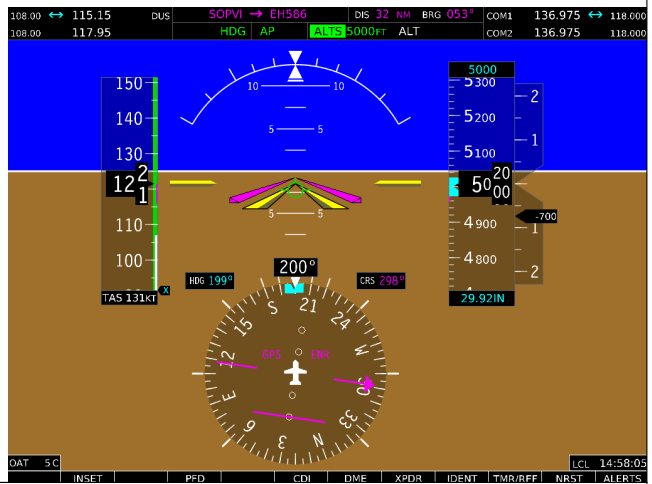 108.00 ↔ 115.15 DUS SOPVI → EH586 DIS 32 NM BRG 053° COM1 136.975 ↔ 118.000
108.00 117.95 HDG AP ALTS 5000FT ALT COM2 136.975 118.000
5000
150 10 10 5300 2
140 5 5 5200 1
130 5100
12 2 1 50 20 00
110 5 5 4900 -700
100 200° 4800 1
HDG 199° CRS 298° 2
TAS 131KT X 29.92IN
S 21 24 W 30 33 N 3 6 E 12 15
GPS ENR
OAT 5C LCL 14:58:05
INSET PFD CDI DME XPDR IDENT TMR/REF NRST ALERTS